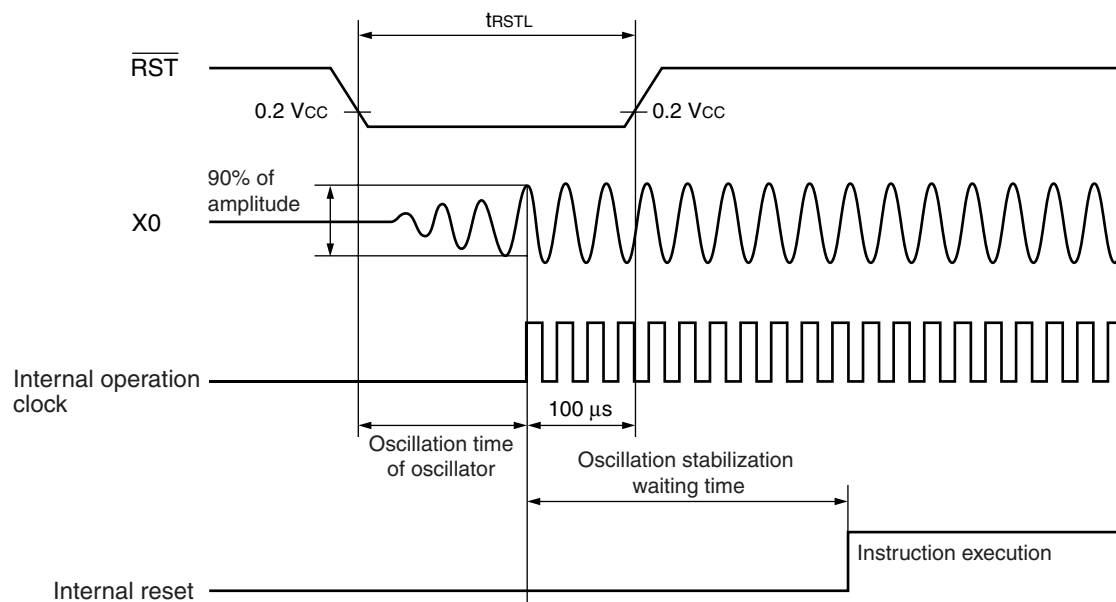 tRSTL
RST
0.2 VCC
0.2 VCC
90% of
amplitude
X0
Internal operation
clock
100 μs
Oscillation time
of oscillator
Oscillation stabilization
waiting time
Instruction execution
Internal reset